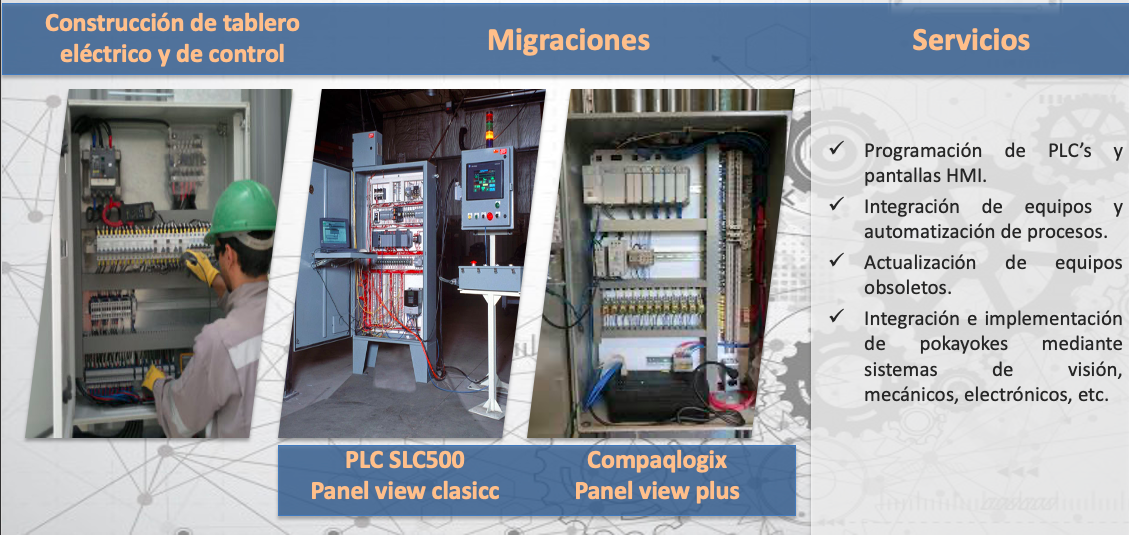 Construcción de tablero
eléctrico y de control
Migraciones
Servicios
✓ Programación de PLC’s y
pantallas HMI.
✓ Integración de equipos y
automatización de procesos.
✓ Actualización de equipos
obsoletos.
✓ Integración e implementación
de pokayokes mediante
sistemas de visión,
mecánicos, electrónicos, etc.
PLC SLC500
Panel view clasicc
Compaqlogix
Panel view plus